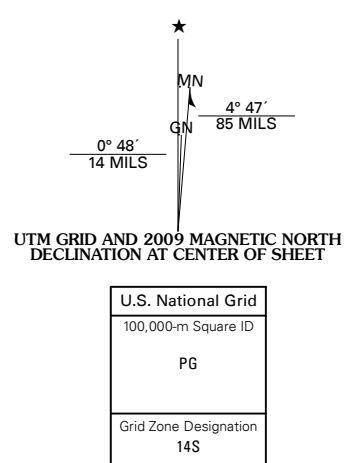 ★
MN
4° 47´
85 MILS
GN
0° 48´
14 MILS
UTM GRID AND 2009 MAGNETIC NORTH
DECLINATION AT CENTER OF SHEET
U.S. National Grid
100,000-m Square ID
PG
Grid Zone Designation
14S